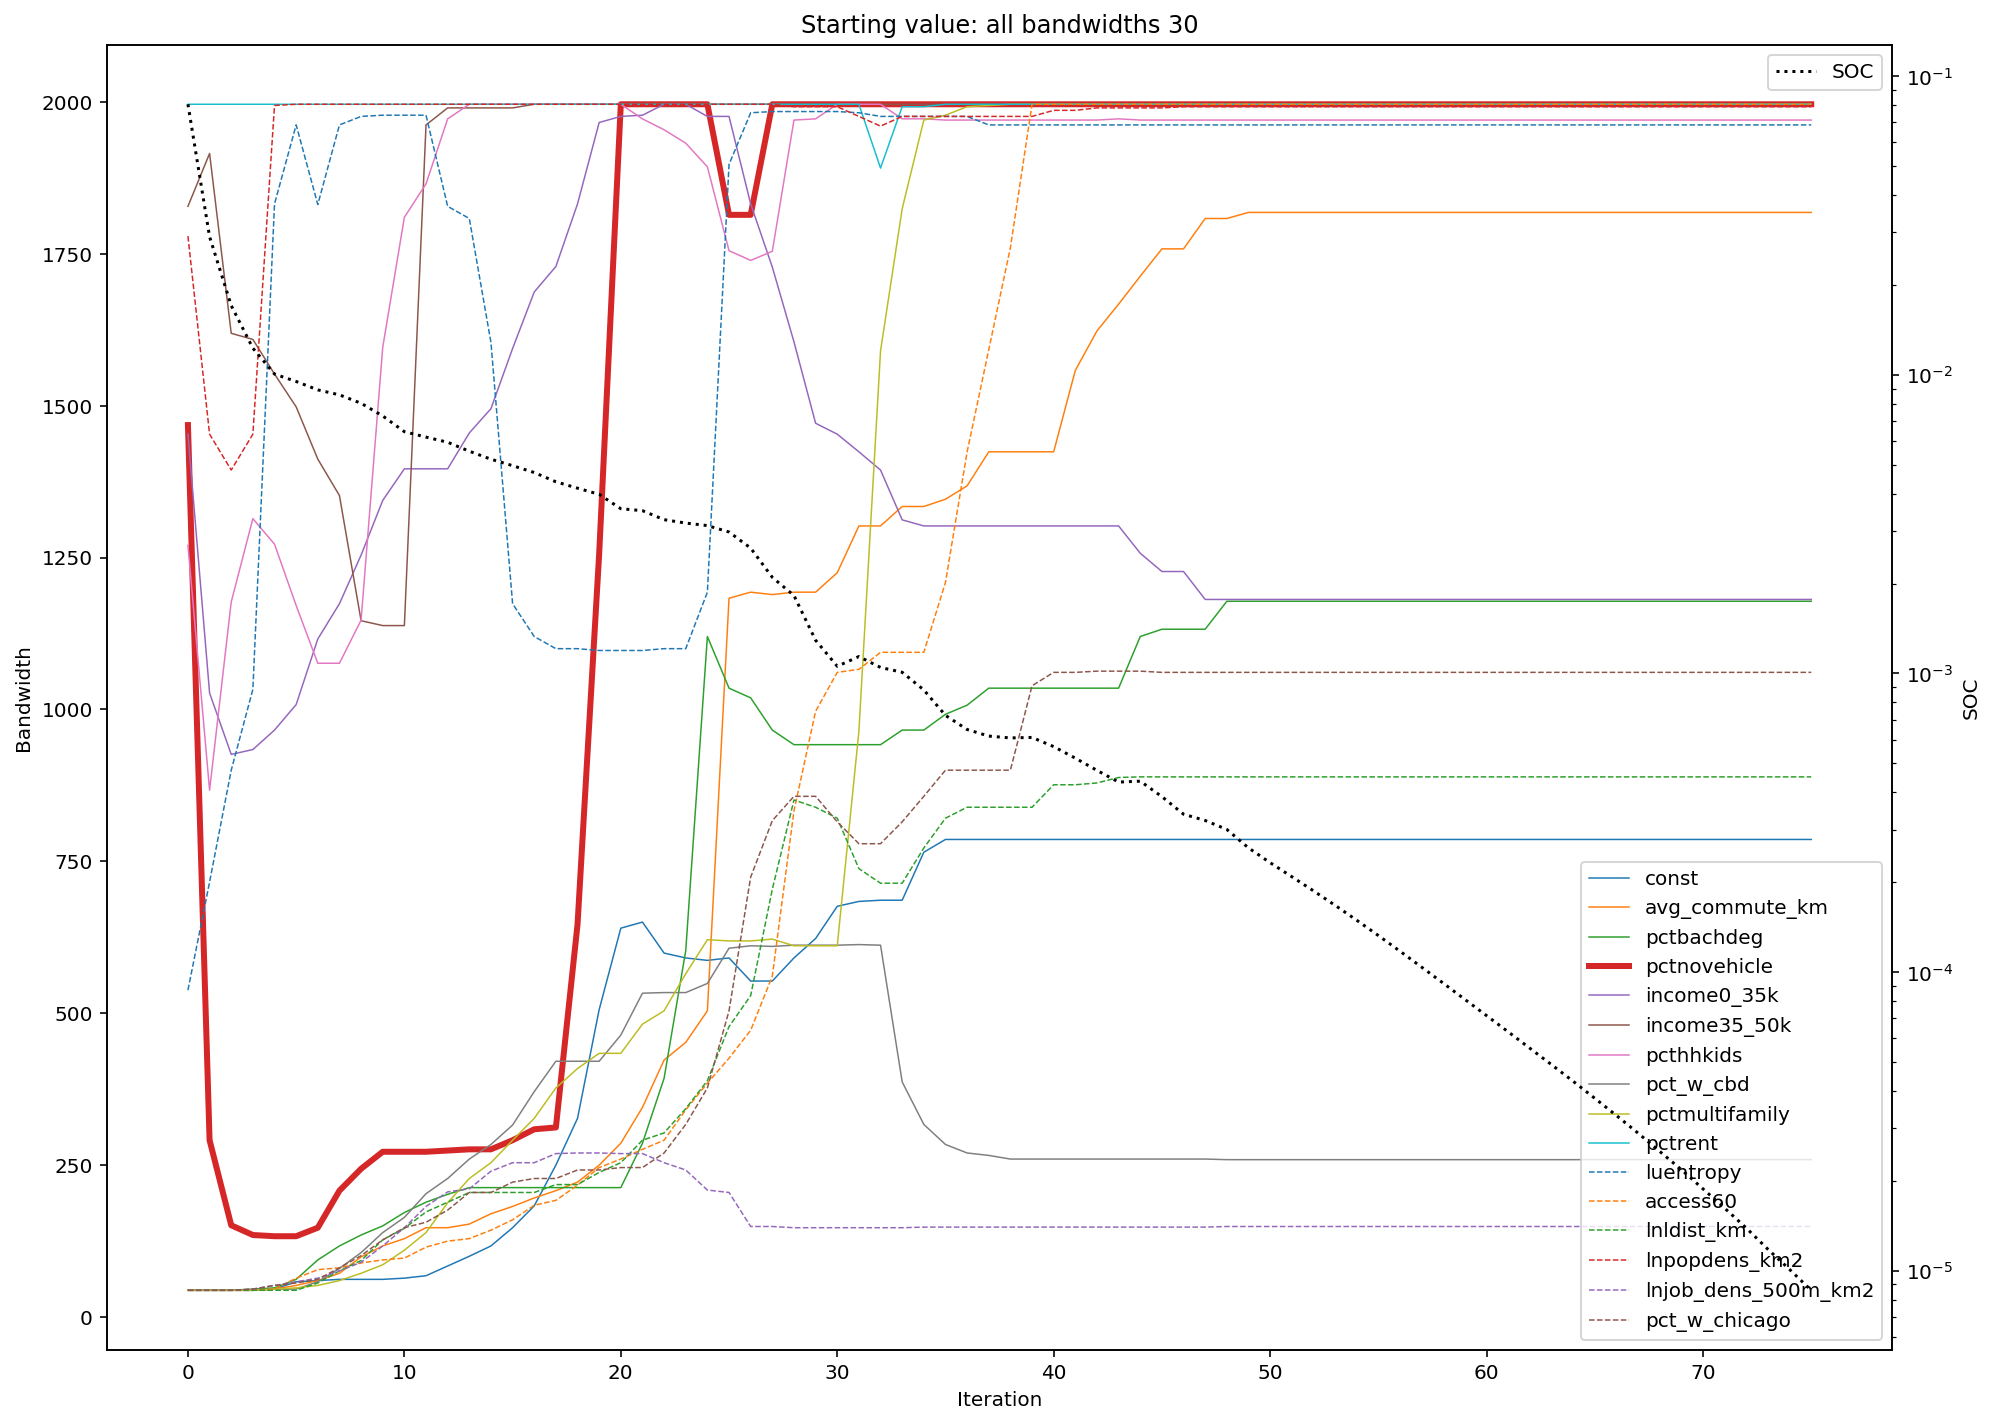 Starting value: all bandwidths 30
SOC
2000
1750
1500
1250
1000
750
500
250
0
Bandwidth
10⁻¹
10⁻²
10⁻³
10⁻⁴
10⁻⁵
SOC
const
avg_commute_km
pctbachdeg
pctnovehicle
income0_35k
income35_50k
pcthhkids
pct_w_cbd
pctmultifamily
pctrent
luentropy
access60
lnldist_km
lnpopdens_km2
lnjob_dens_500m_km2
pct_w_chicago
0 10 20 30 40 50 60 70
Iteration